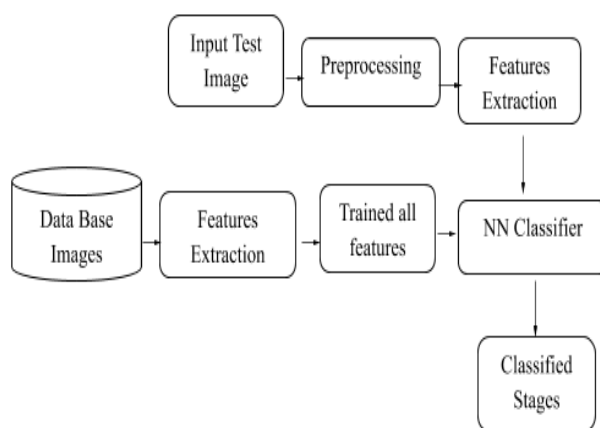 Input Test
Image
Preprocessing
Features
Extraction
Data Base
Images
Features
Extraction
Trained all
features
NN Classifier
Classified
Stages